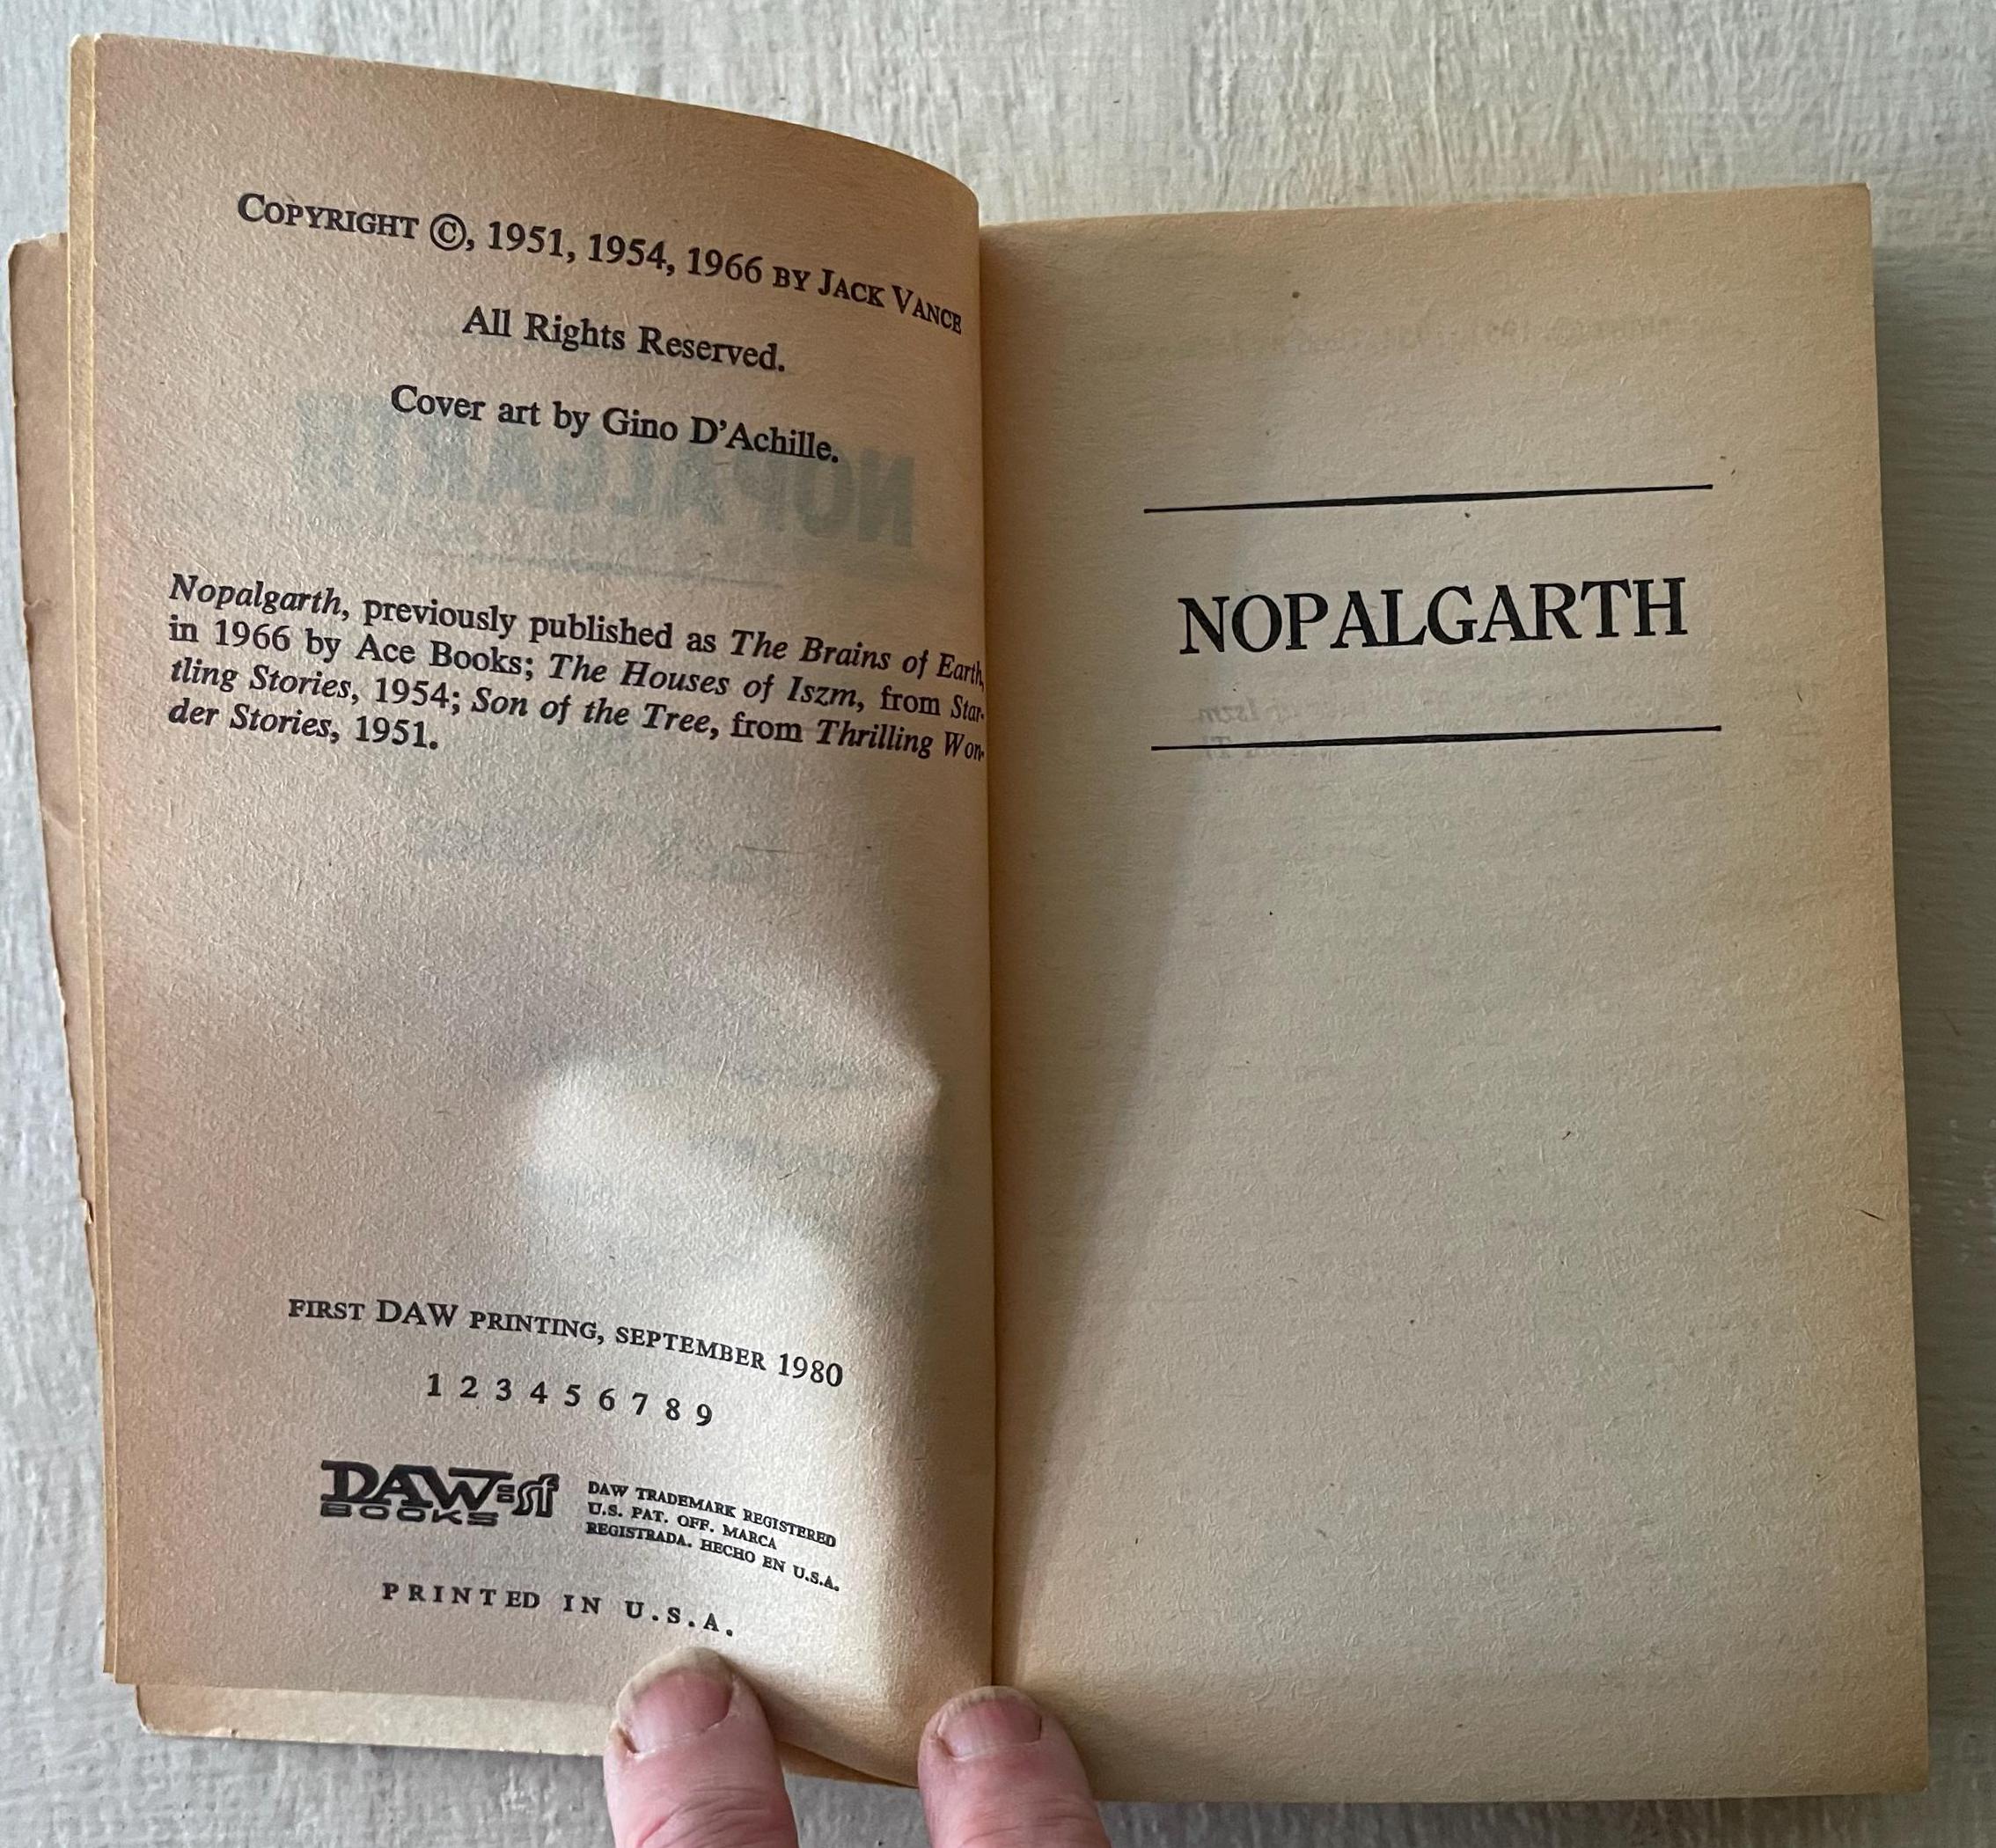 COPYRIGHT ©, 1951, 1954, 1966 BY JACK VANCE
All Rights Reserved.
Cover art by Gino D'Achille.
Nopalgarth, previously published as The Brains of Earth,
in 1966 by Ace Books; The Houses of Iszm, from Star-
tling Stories, 1954; Son of the Tree, from Thrilling Won-
der Stories, 1951.
FIRST DAW PRINTING, SEPTEMBER 1980
1 2 3 4 5 6 7 8 9
DAW sf
BOOKS
DAW TRADEMARK REGISTERED
U.S. PAT. OFF. MARCA
REGISTRADA. HECHO EN U.S.A.
PRINTED IN U.S.A.
NOPALGARTH